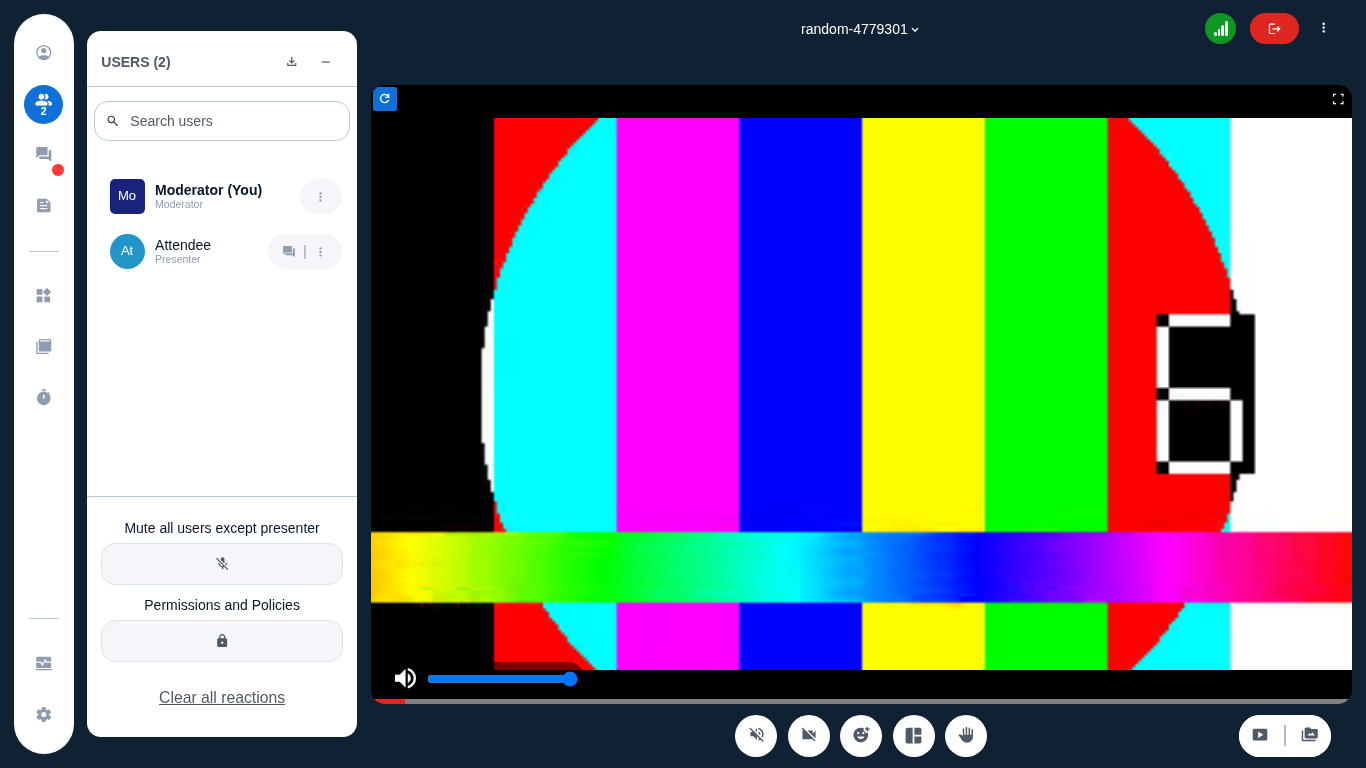 random-4779301
USERS (2)
2
Search users
Mo
Moderator (You)
Moderator
At
Attendee
Presenter
6
Mute all users except presenter
Permissions and Policies
Clear all reactions